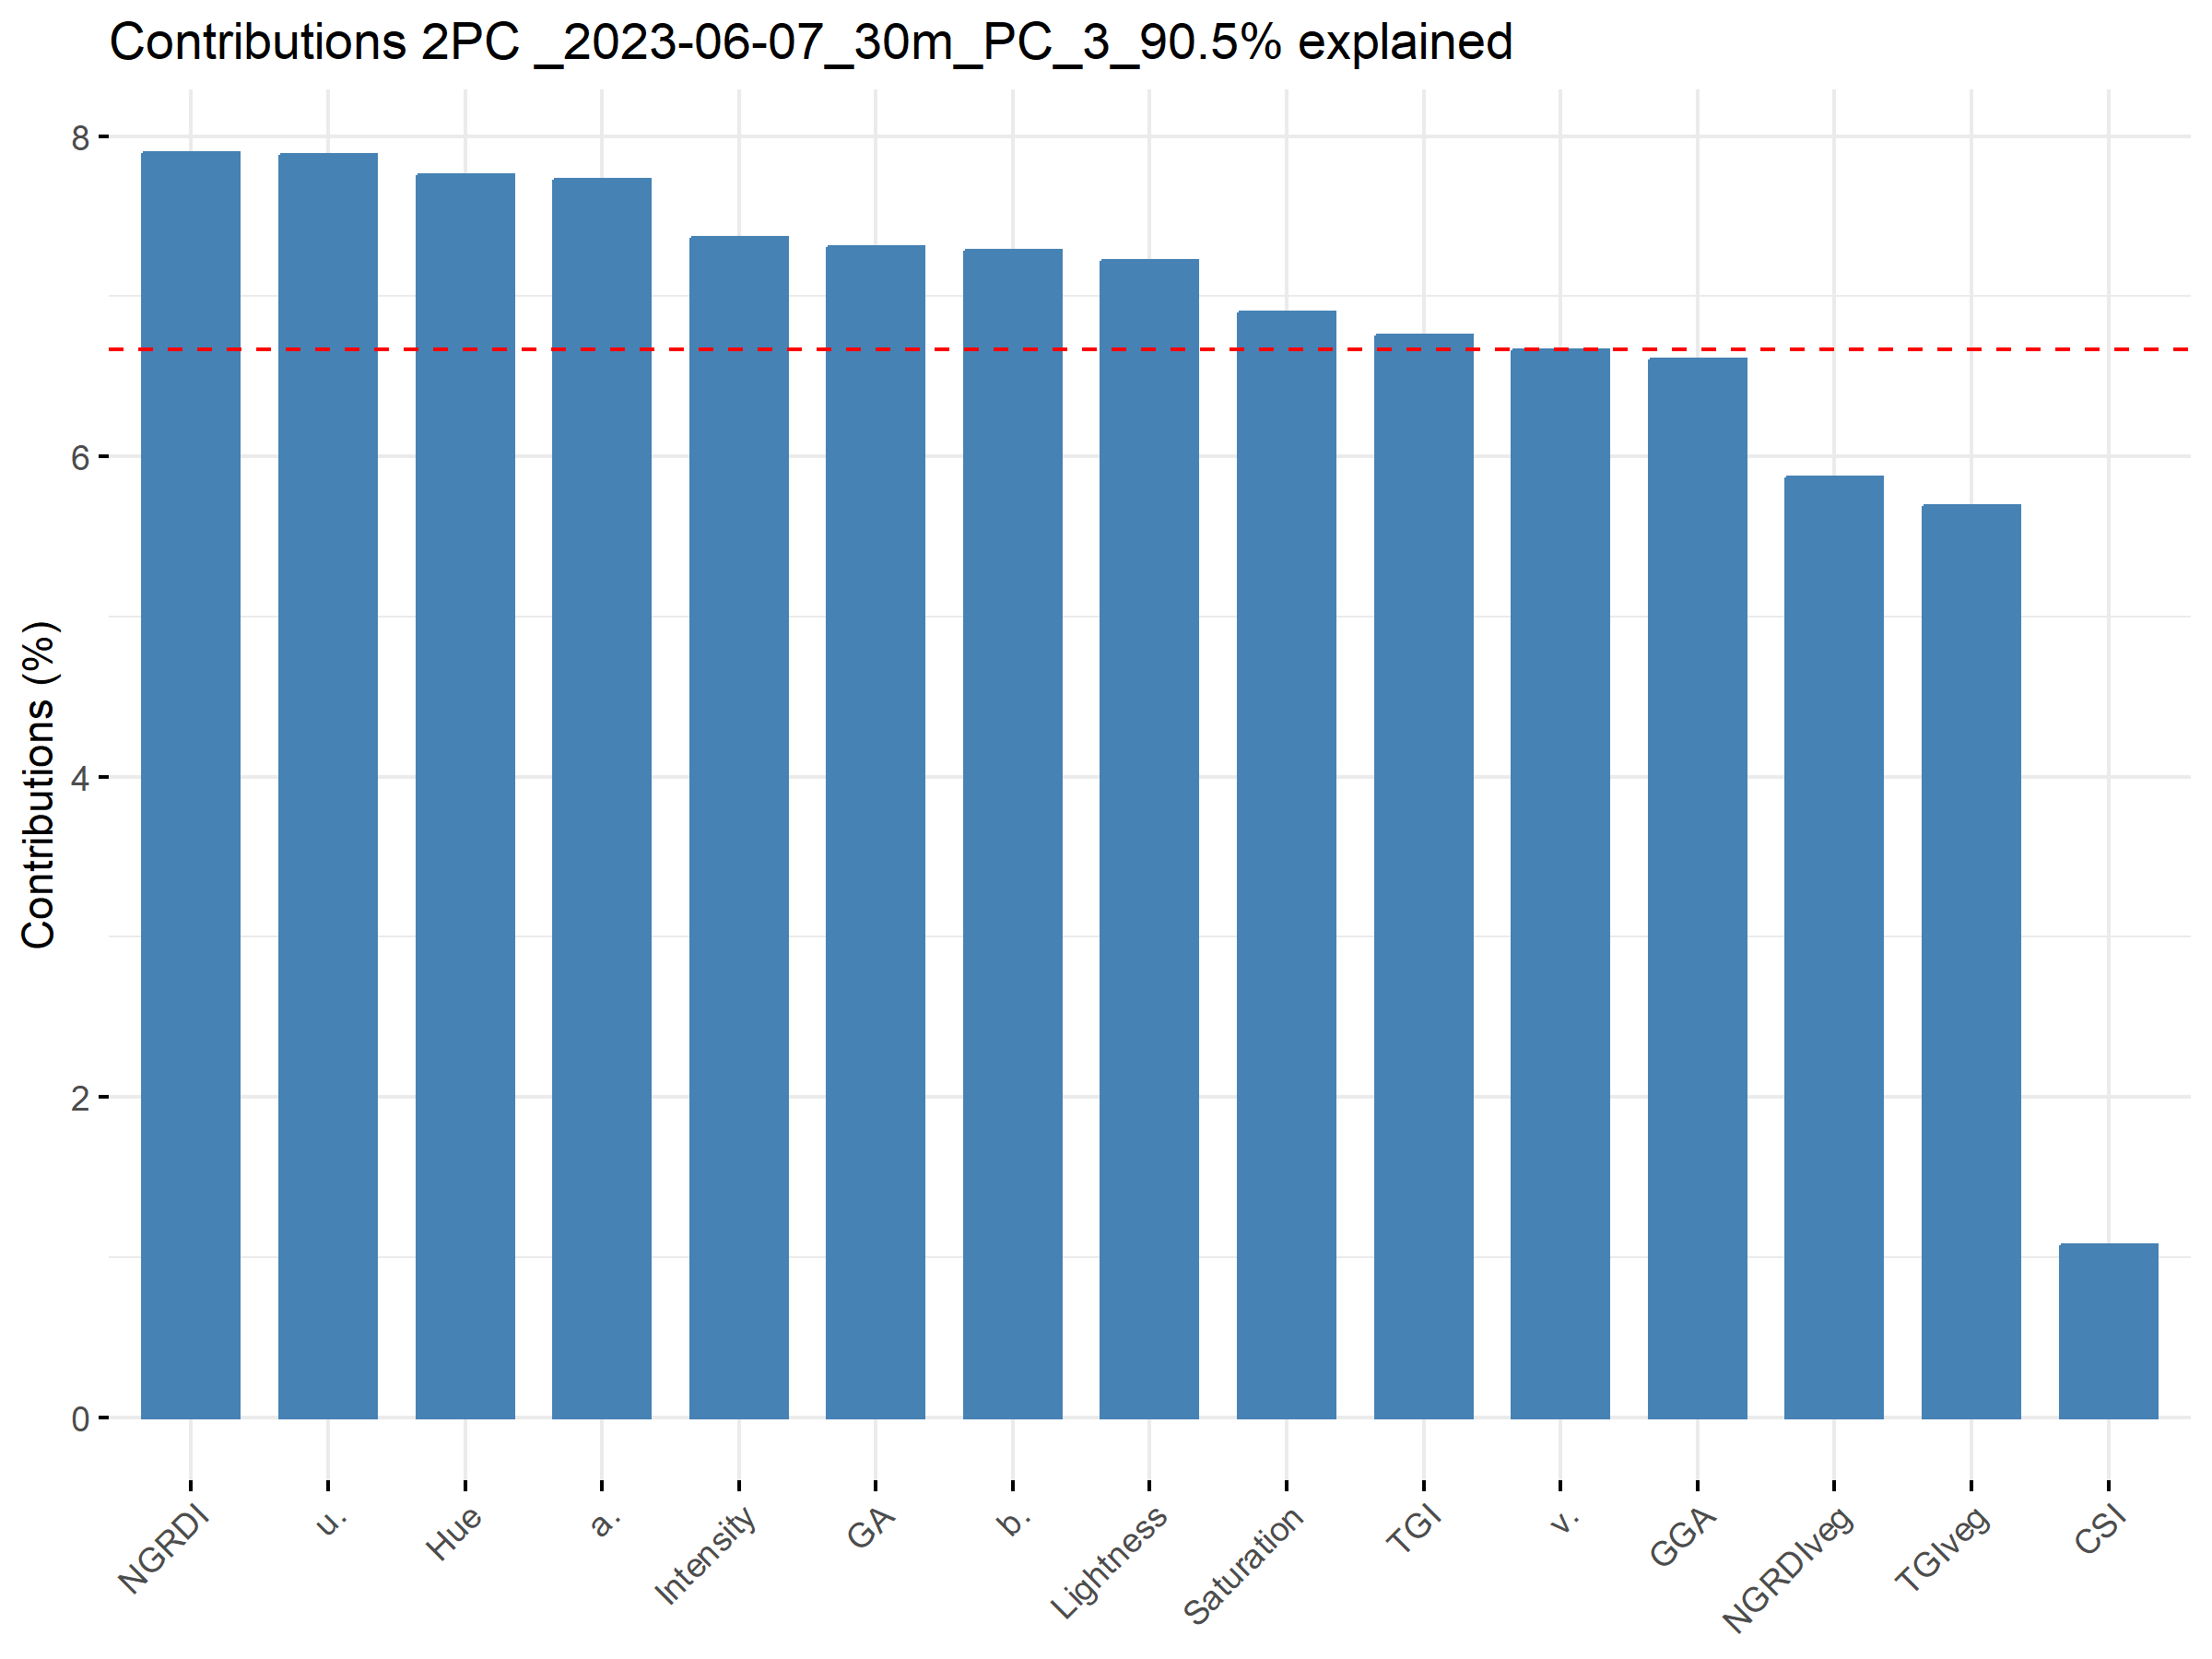 Contributions 2PC _2023-06-07_30m_PC_3_90.5% explained
Contributions (%)
8
6
4
2
0
NGRDI
u.
Hue
a.
Intensity
GA
b.
Lightness
Saturation
TGI
v.
GGA
NGRDIveg
TGIveg
CSI